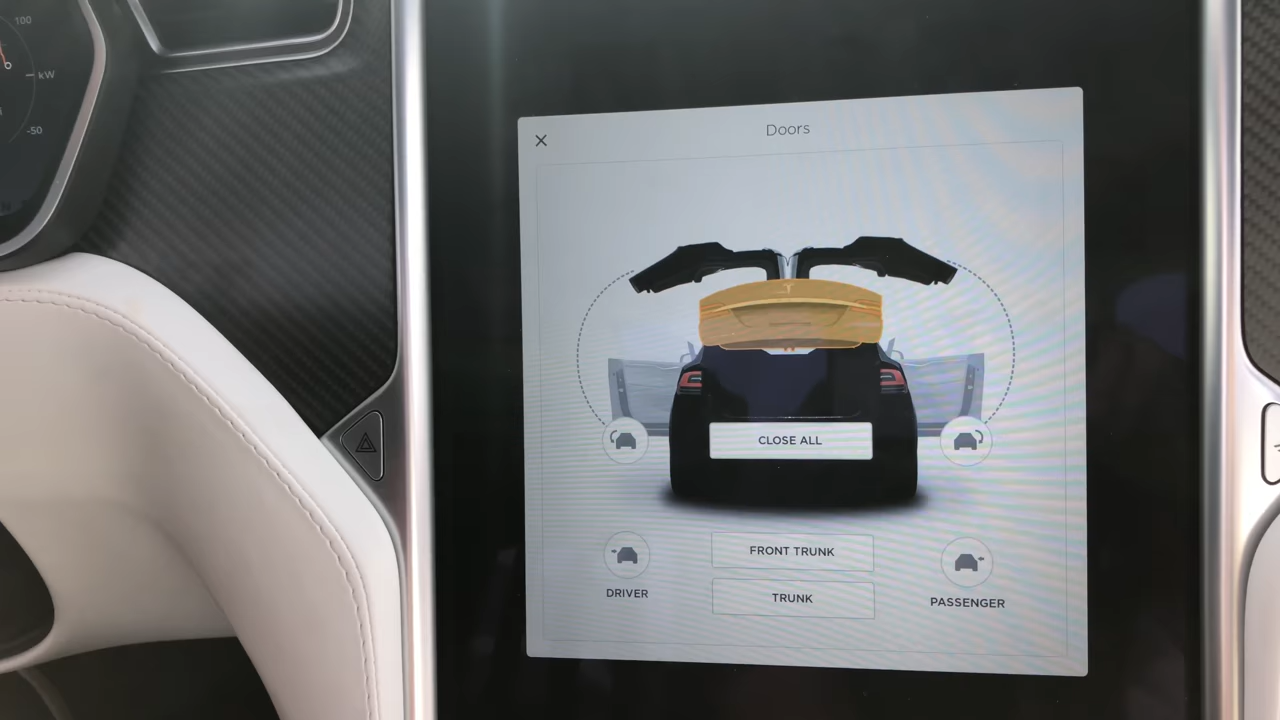 100
kW
-50
Doors
CLOSE ALL
FRONT TRUNK
DRIVER
TRUNK
PASSENGER